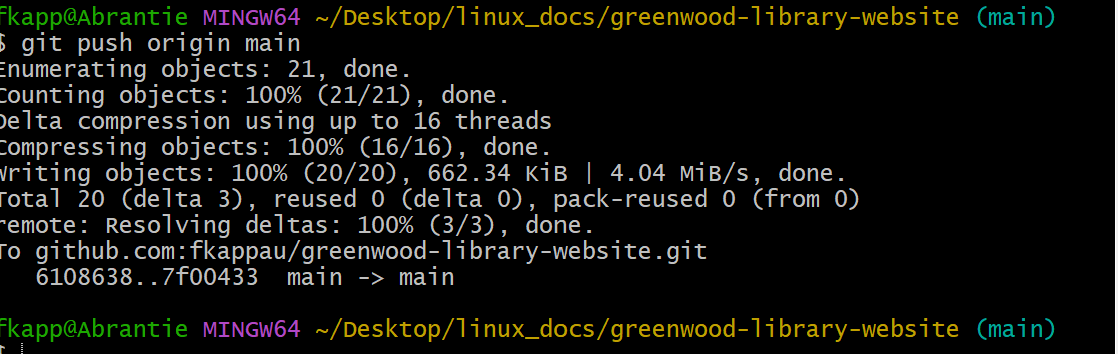 fkapp@Abrantie MINGW64 ~/Desktop/linux_docs/greenwood-library-website (main)
$ git push origin main
Enumerating objects: 21, done.
Counting objects: 100% (21/21), done.
Delta compression using up to 16 threads
Compressing objects: 100% (16/16), done.
Writing objects: 100% (20/20), 662.34 KiB | 4.04 MiB/s, done.
Total 20 (delta 3), reused 0 (delta 0), pack-reused 0 (from 0)
remote: Resolving deltas: 100% (3/3), done.
To github.com:fkappau/greenwood-library-website.git
   6108638..7f00433  main -> main
fkapp@Abrantie MINGW64 ~/Desktop/linux_docs/greenwood-library-website (main)
$